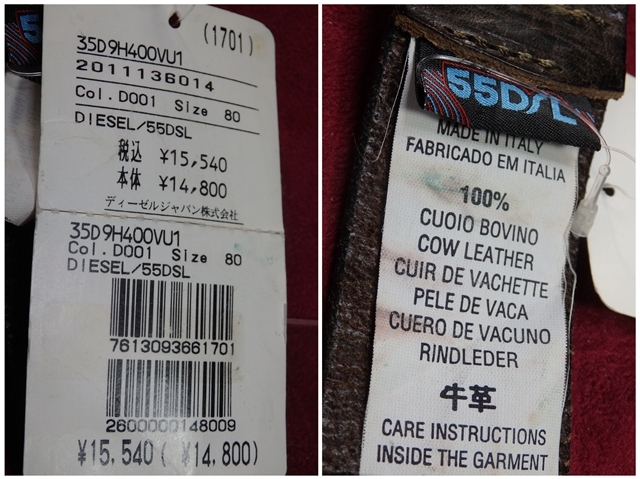 (1701)
35D9H400VU1
2011136014
Col. D001 Size 80
DIESEL/55DSL
税込 ¥15,540
本体 ¥14,800
ディーゼルジャパン株式会社
35D9H400VU1
Col. D001 Size 80
DIESEL/55DSL
7613093661701
2600000148009
¥15,540( ¥14,800)
55DSL
MADE IN ITALY
FABRICADO EM ITALIA
100%
CUOIO BOVINO
COW LEATHER
CUIR DE VACHETTE
PELE DE VACA
CUERO DE VACUNO
RINDLEDER
牛革
CARE INSTRUCTIONS
INSIDE THE GARMENT